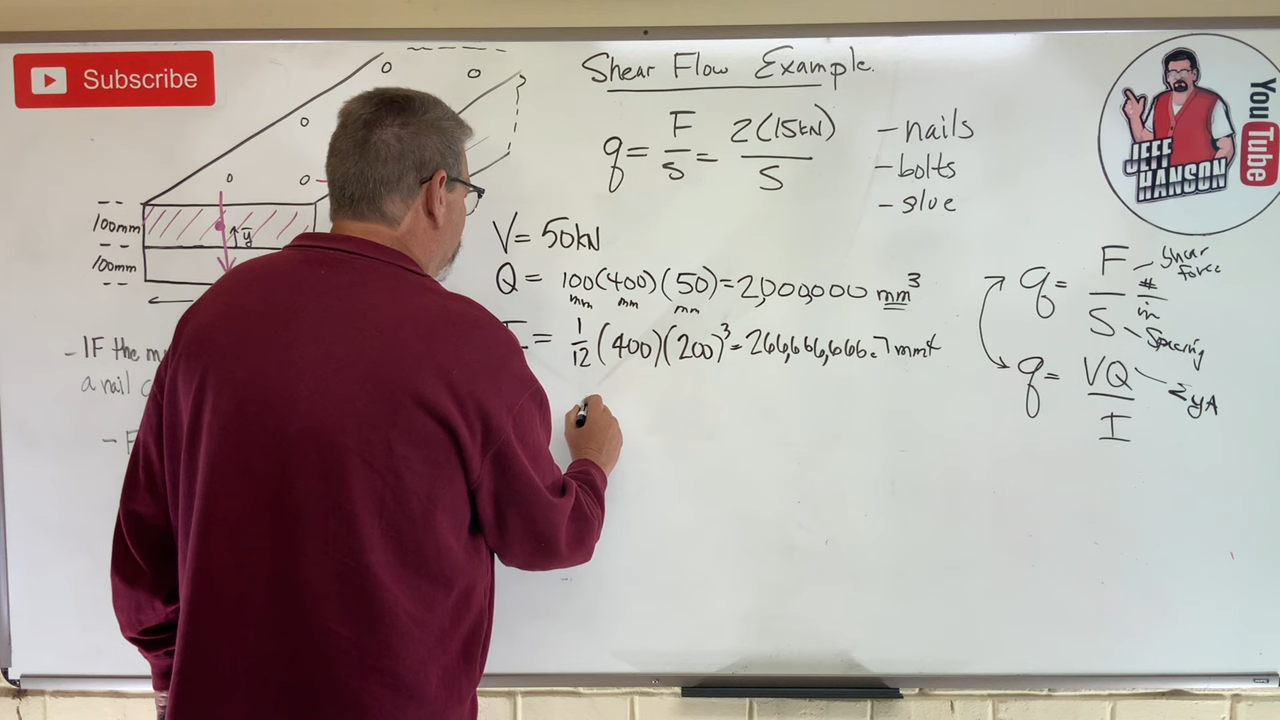 Subscribe
Shear Flow Example.
q = F/S = 2(15kN)/S
- nails
- bolts
- glue
YouTube
JEFF HANSON
100mm
100mm
ȳ
V = 50kN
Q = 100(400)(50) = 2,000,000 mm³
mm mm mm
= 1/12 (400)(200)³ = 266,666,666.7 mm⁴
q = F/S
Shear force
#/in
Spacing
q = VQ/I
ΣyA
- IF the
a nail